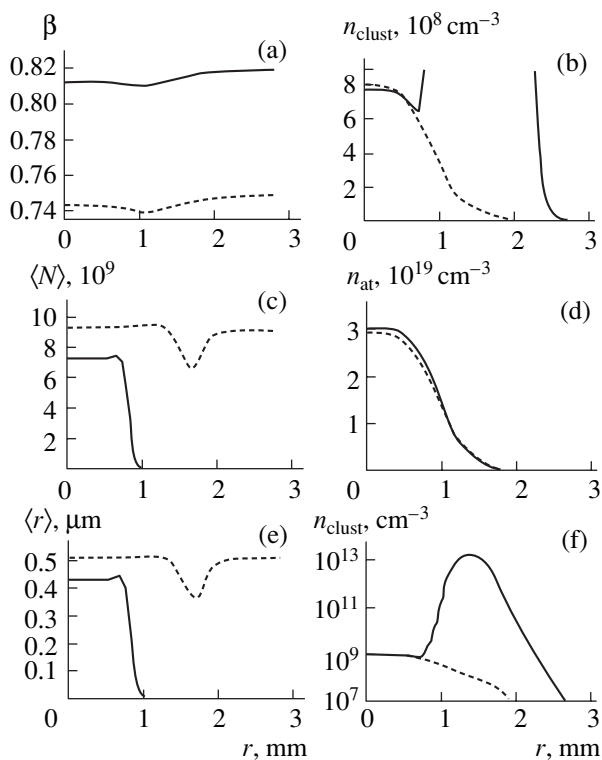 β
(a)
0.82
0.80
0.78
0.76
0.74
0 1 2 3
n_clust, 10^8 cm^−3
(b)
8
6
4
2
0 1 2 3
⟨N⟩, 10^9
(c)
10
8
6
4
2
0 1 2 3
n_at, 10^19 cm^−3
(d)
3
2
1
0 1 2 3
⟨r⟩, μm
(e)
0.5
0.4
0.3
0.2
0.1
0 1 2 3
r, mm
n_clust, cm^−3
(f)
10^13
10^11
10^9
10^7
0 1 2 3
r, mm